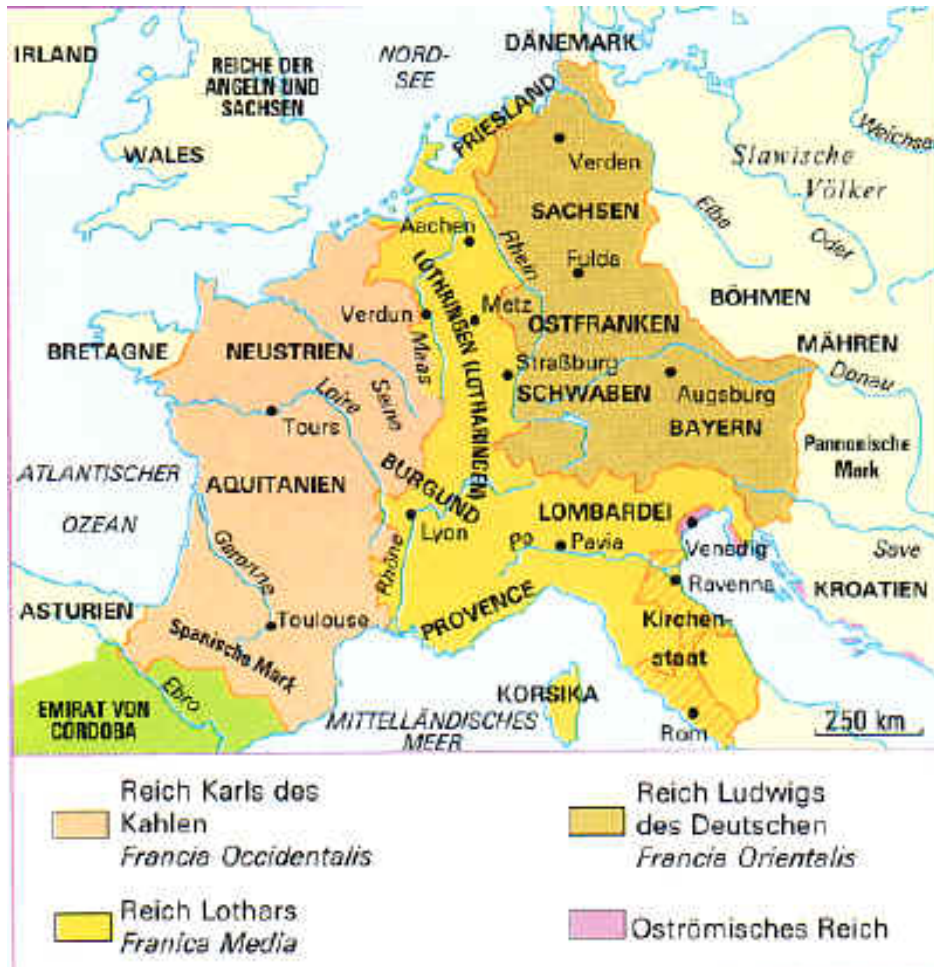 IRLAND
REICHE DER
ANGELN UND
SACHSEN
NORD-
SEE
DÄNEMARK
WALES
PRIESLAND
Weichse
Verden
Slawische
Völker
SACHSEN
Elbe
Oder
Aachen
Rhein
Fulda
LOTHRINGEN (LOTHARINGEN)
BÖHMEN
Verdun
Metz
OSTFRANKEN
BRETAGNE
NEUSTRIEN
Maas
MÄHREN
Straßburg
Donau
Loire
Seine
SCHWABEN
Augsburg
Tours
BAYERN
Pannonische
Mark
ATLANTISCHER
OZEAN
AQUITANIEN
BURGUND
LOMBARDEI
Lyon
Po
Pavia
Venedig
Save
Garonne
Rhône
Ravenna
KROATIEN
ASTURIEN
PROVENCE
Toulouse
Kirchen-
staat
Spanische Mark
Ebro
KORSIKA
EMIRAT VON
CORDOBA
MITTELLÄNDISCHES
MEER
Rom
250 km
Reich Karls des
Kahlen
Francia Occidentalis
Reich Lothars
Franica Media
Reich Ludwigs
des Deutschen
Francia Orientalis
Oströmisches Reich